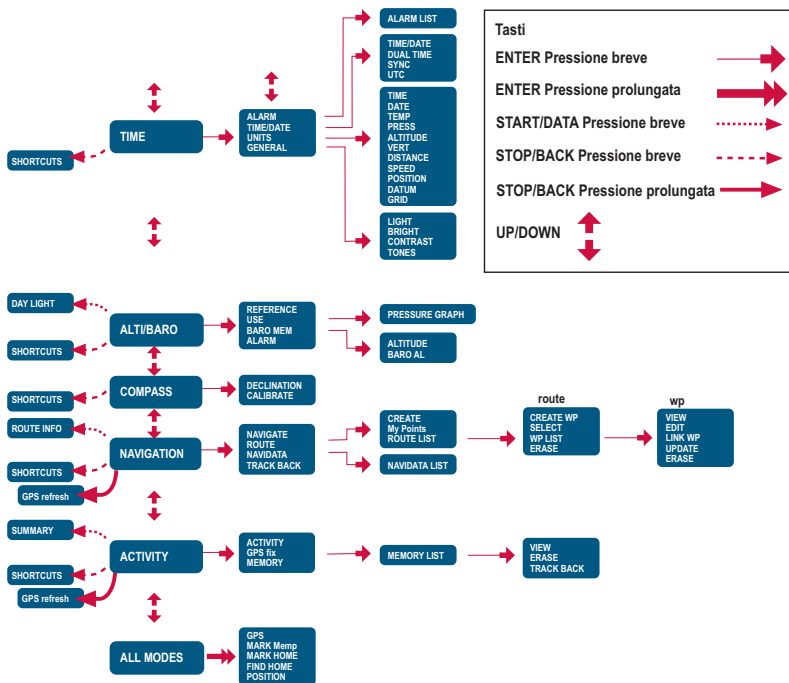 ALARM LIST
TIME/DATE
DUAL TIME
SYNC
UTC
TIME
SHORTCUTS
ALARM
TIME/DATE
UNITS
GENERAL
TIME
DATE
TEMP
PRESS
ALTITUDE
VERT
DISTANCE
SPEED
POSITION
DATUM
GRID
LIGHT
BRIGHT
CONTRAST
TONES
Tasti
ENTER Pressione breve
ENTER Pressione prolungata
START/DATA Pressione breve
STOP/BACK Pressione breve
STOP/BACK Pressione prolungata
UP/DOWN
DAY LIGHT
ALTI/BARO
SHORTCUTS
REFERENCE
USE
BARO MEM
ALARM
PRESSURE GRAPH
ALTITUDE
BARO AL
COMPASS
SHORTCUTS
DECLINATION
CALIBRATE
ROUTE INFO
NAVIGATION
SHORTCUTS
GPS refresh
NAVIGATE
ROUTE
NAVIDATA
TRACK BACK
CREATE
My Points
ROUTE LIST
NAVIDATA LIST
route
CREATE WP
SELECT
WP LIST
ERASE
wp
VIEW
EDIT
LINK WP
UPDATE
ERASE
SUMMARY
ACTIVITY
SHORTCUTS
GPS refresh
ACTIVITY
GPS fix
MEMORY
MEMORY LIST
VIEW
ERASE
TRACK BACK
ALL MODES
GPS
MARK Memp
MARK HOME
FIND HOME
POSITION